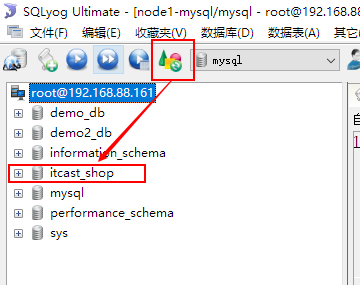 SQLyog Ultimate - [node1-mysql/mysql - root@192.168.88.161
文件(F) 编辑(E) 收藏夹(V) 数据库(D) 数据表(A) 其它
mysql
root@192.168.88.161
demo_db
demo2_db
information_schema
itcast_shop
mysql
performance_schema
sys
1